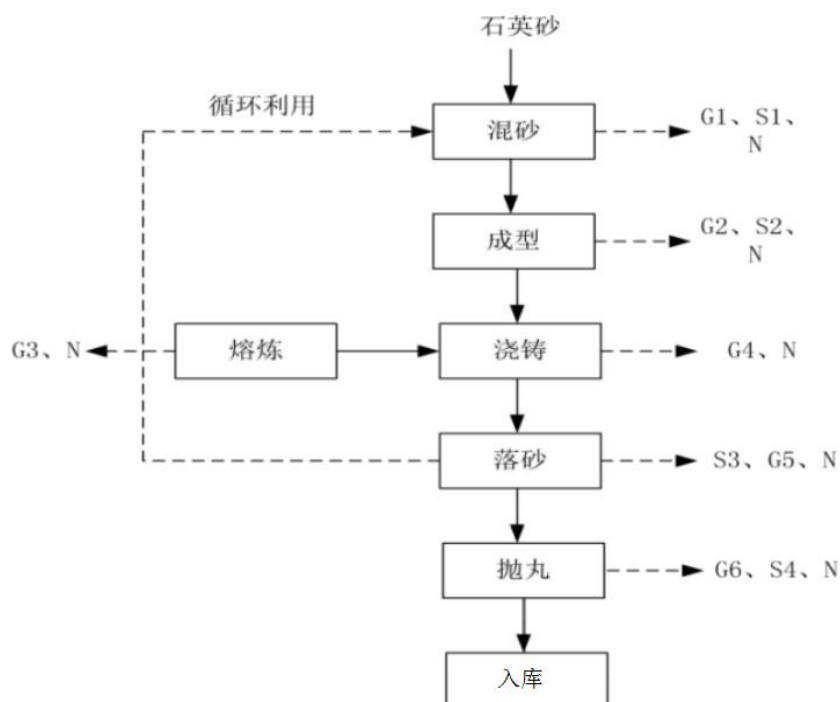 石英砂
循环利用
混砂
G1、S1、
N
成型
G2、S2、
N
G3、N
熔炼
浇铸
G4、N
落砂
S3、G5、N
抛丸
G6、S4、N
入库